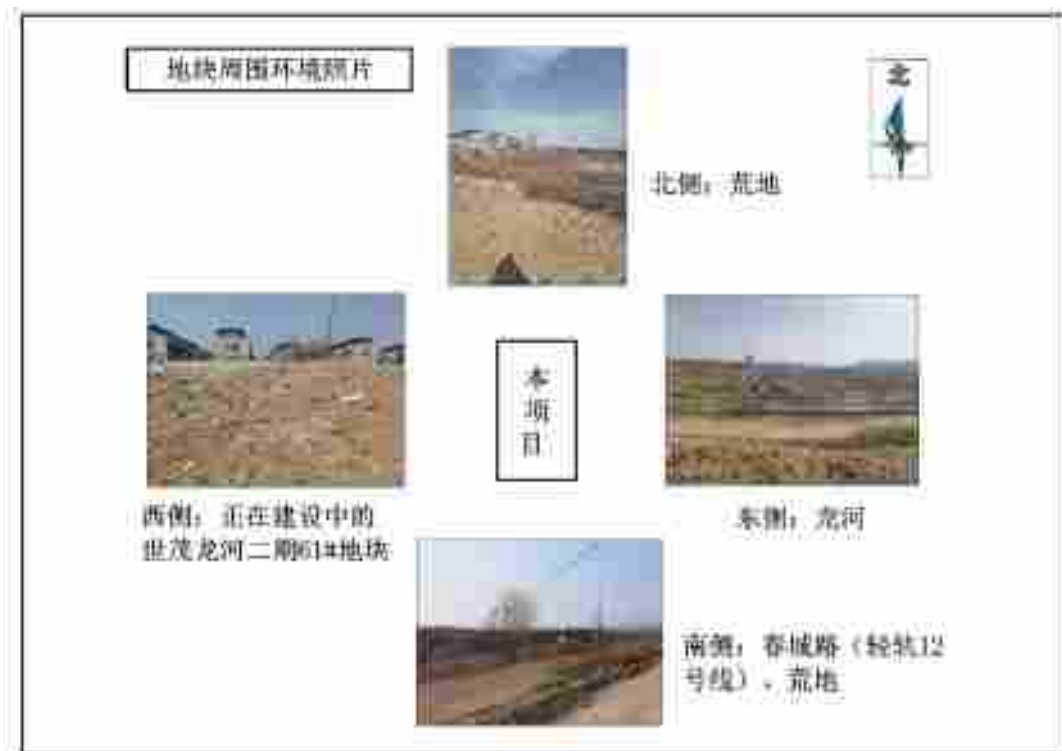 地块周围环境照片
北
北侧：荒地
本项目
西侧：正在建设中的
世茂龙河二期61#地块
东侧：龙河
南侧：春城路（轻轨12
号线）、荒地